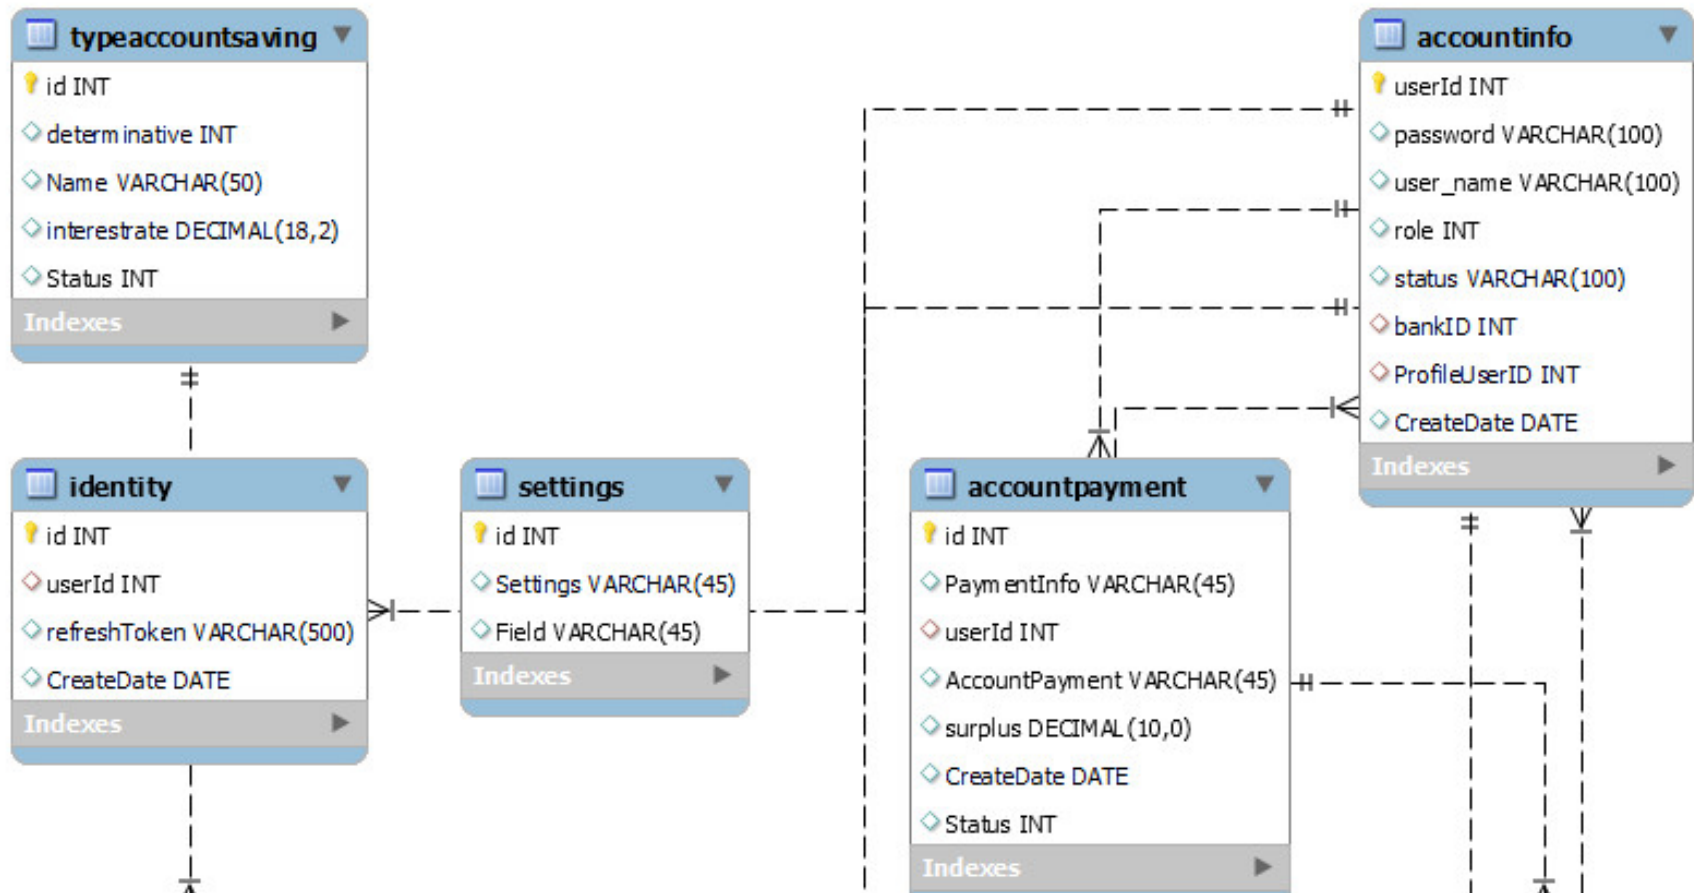 typeaccountsaving
id INT
determinative INT
Name VARCHAR(50)
interestrate DECIMAL(18,2)
Status INT
Indexes
accountinfo
userId INT
password VARCHAR(100)
user_name VARCHAR(100)
role INT
status VARCHAR(100)
bankID INT
ProfileUserID INT
CreateDate DATE
Indexes
identity
id INT
userId INT
refreshToken VARCHAR(500)
CreateDate DATE
Indexes
settings
id INT
Settings VARCHAR(45)
Field VARCHAR(45)
Indexes
accountpayment
id INT
PaymentInfo VARCHAR(45)
userId INT
AccountPayment VARCHAR(45)
surplus DECIMAL(10,0)
CreateDate DATE
Status INT
Indexes